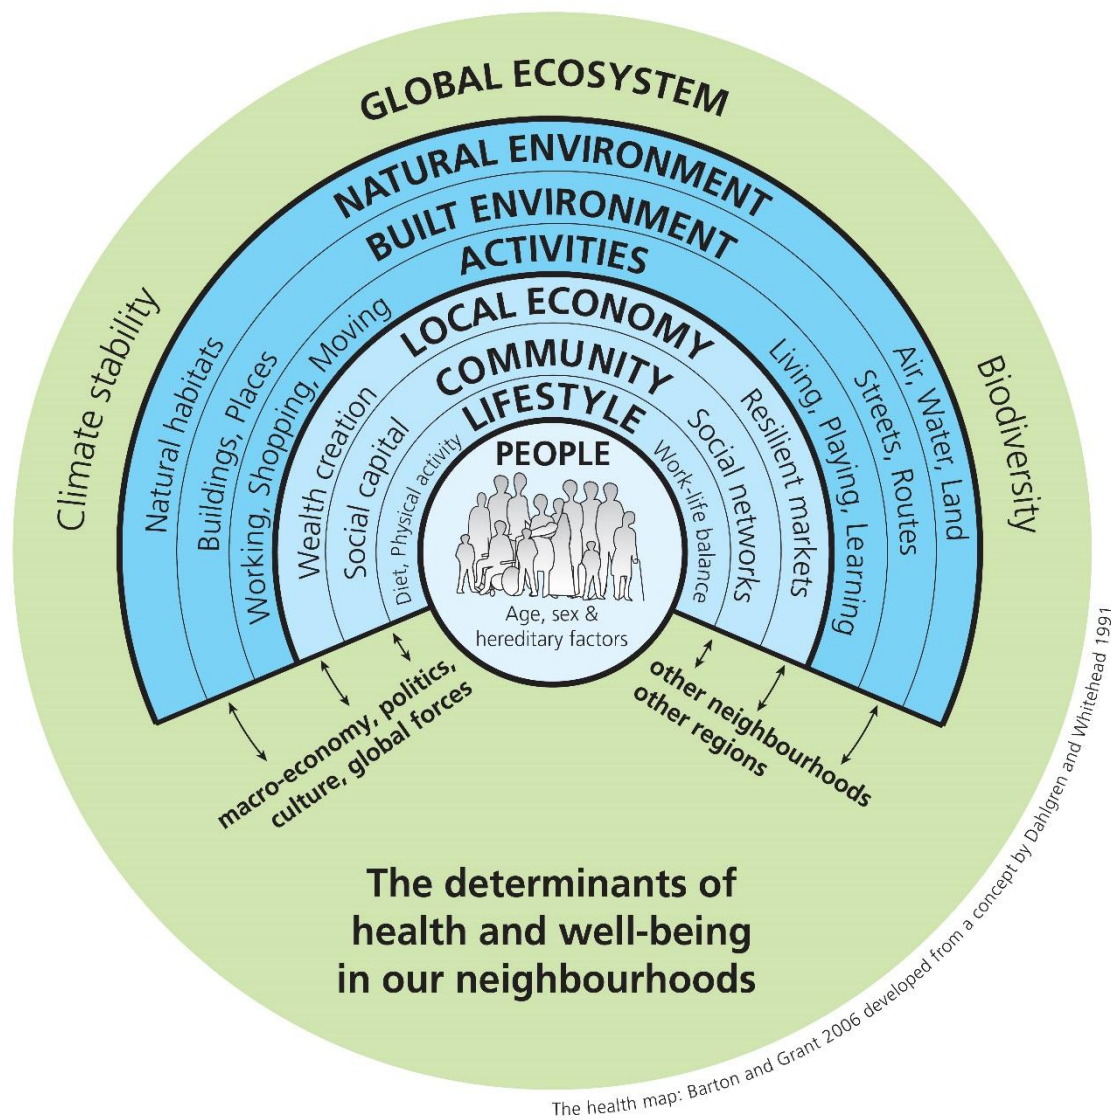 GLOBAL ECOSYSTEM
NATURAL ENVIRONMENT
BUILT ENVIRONMENT
ACTIVITIES
LOCAL ECONOMY
COMMUNITY
LIFESTYLE
PEOPLE
Age, sex &
hereditary factors
Climate stability
Natural habitats
Buildings, Places
Working, Shopping, Moving
Wealth creation
Social capital
Diet, Physical activity
Work-life balance
Social networks
Resilient markets
Living, Playing, Learning
Streets, Routes
Air, Water, Land
Biodiversity
macro-economy, politics,
culture, global forces
other neighbourhoods
other regions
The determinants of
health and well-being
in our neighbourhoods
The health map: Barton and Grant 2006 developed from a concept by Dahlgren and Whitehead 1991